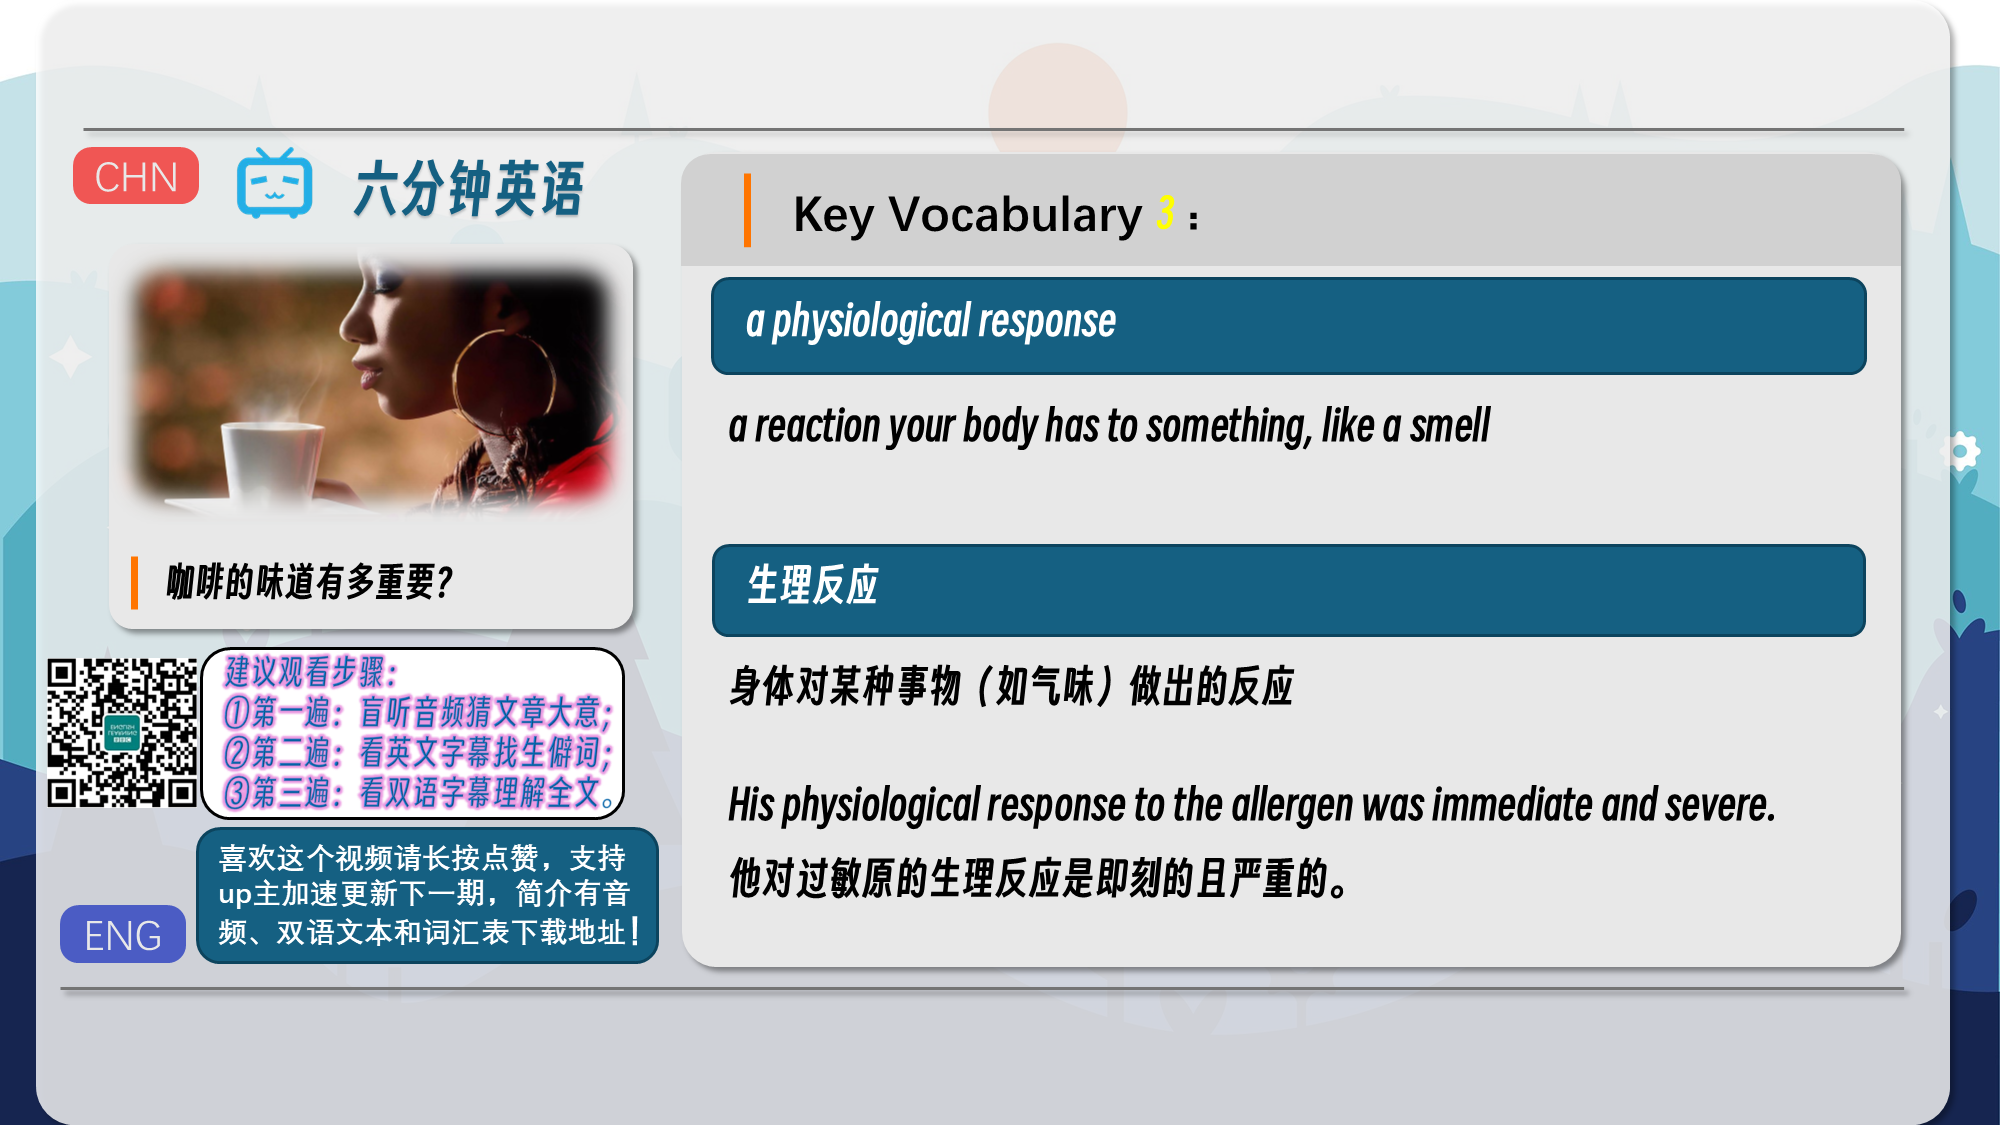 CHN
六分钟英语
咖啡的味道有多重要?
建议观看步骤：
①第一遍：盲听音频猜文章大意；
②第二遍：看英文字幕找生僻词；
③第三遍：看双语字幕理解全文。
喜欢这个视频请长按点赞，支持
up主加速更新下一期，简介有音
频、双语文本和词汇表下载地址！
ENG
Key Vocabulary 3：
a physiological response
a reaction your body has to something, like a smell
生理反应
身体对某种事物（如气味）做出的反应
His physiological response to the allergen was immediate and severe.
他对过敏原的生理反应是即刻的且严重的。